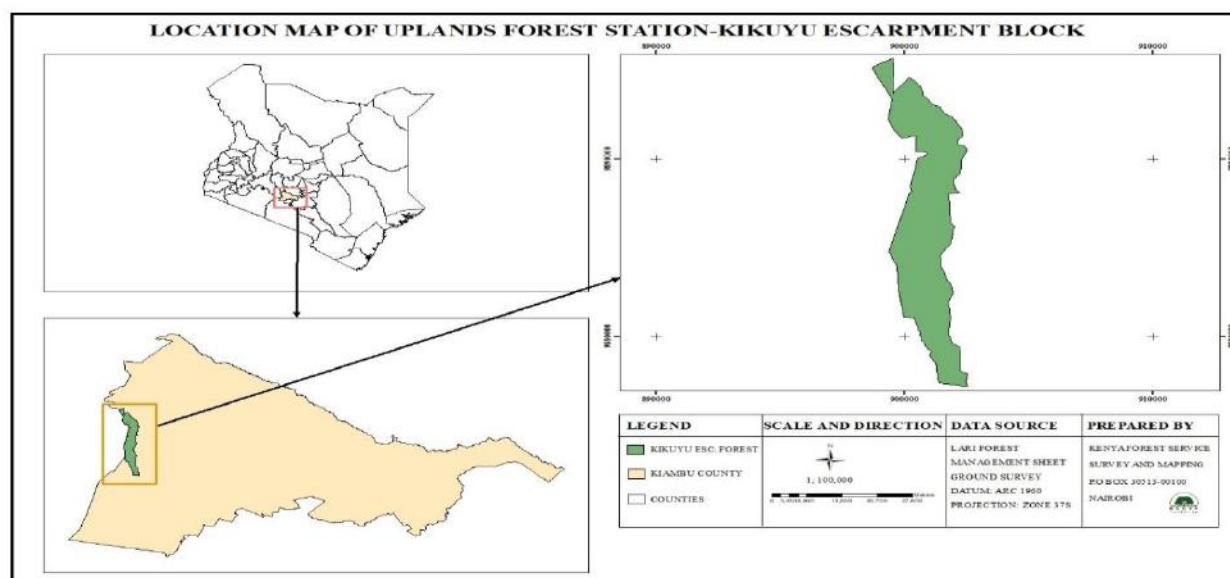 LOCATION MAP OF UPLANDS FOREST STATION-KIKUYU ESCARPMENT BLOCK
890000 900000 910000
890000 900000 910000
LEGEND
KIKUYU ESC. FOREST
KIAMBU COUNTY
COUNTIES
SCALE AND DIRECTION
N
1: 100,000
DATA SOURCE
LARI FOREST
MANAGEMENT SHEET
GROUND SURVEY
DATUM: ARC 1960
PROJECTION: ZONE 37S
PREPARED BY
KENYA FOREST SERVICE
SURVEY AND MAPPING
P.O BOX 30513-00100
NAIROBI